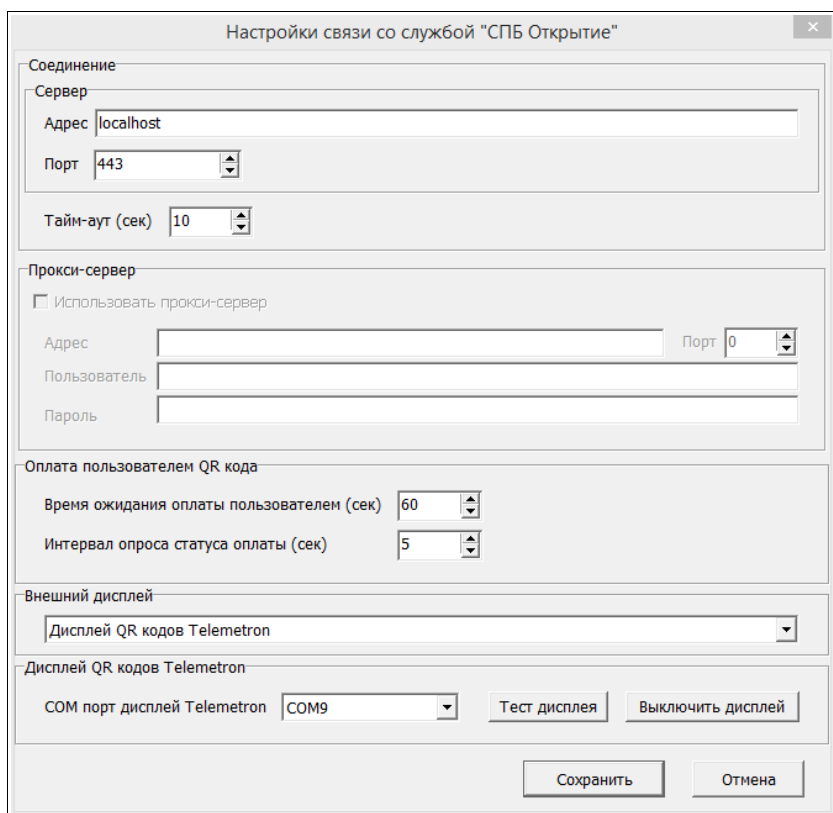 Настройки связи со службой "СПБ Открытие"
Соединение
Сервер
Адрес localhost
Порт 443
Тайм-аут (сек) 10
Прокси-сервер
Использовать прокси-сервер
Адрес Порт 0
Пользователь
Пароль
Оплата пользователем QR кода
Время ожидания оплаты пользователем (сек) 60
Интервал опроса статуса оплаты (сек) 5
Внешний дисплей
Дисплей QR кодов Telemetron
Дисплей QR кодов Telemetron
COM порт дисплей Telemetron COM9 Тест дисплея Выключить дисплей
Сохранить Отмена